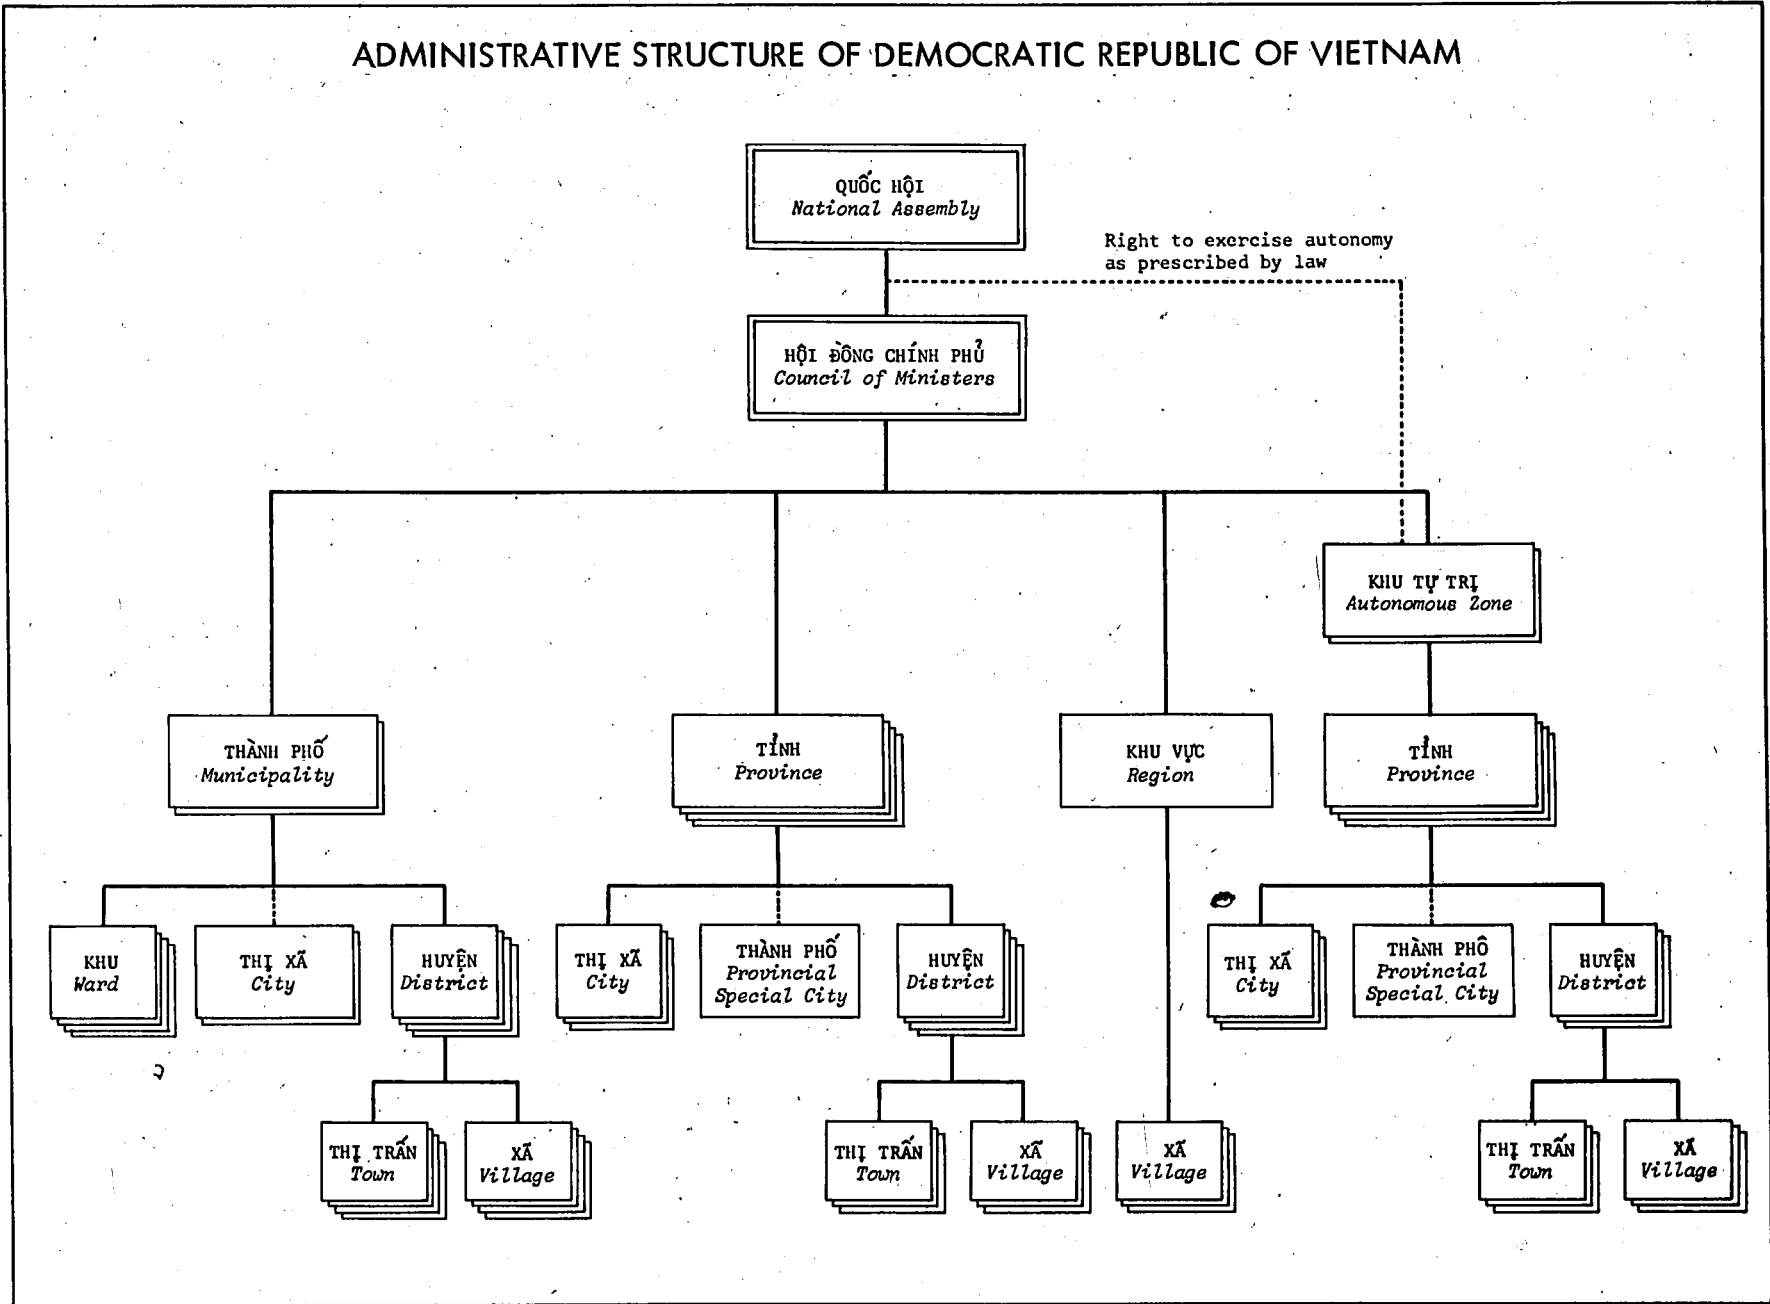 ADMINISTRATIVE STRUCTURE OF DEMOCRATIC REPUBLIC OF VIETNAM
QUỐC HỘI
National Assembly
Right to exercise autonomy
as prescribed by law
HỘI ĐỒNG CHÍNH PHỦ
Council of Ministers
KHU TỰ TRỊ
Autonomous Zone
THÀNH PHỐ
Municipality
TỈNH
Province
KHU VỰC
Region
TỈNH
Province
KHU
Ward
THỊ XÃ
City
HUYỆN
District
THỊ XÃ
City
THÀNH PHỐ
Provincial
Special City
HUYỆN
District
THỊ XÃ
City
THÀNH PHÔ
Provincial
Special City
HUYỆN
District
THỊ TRẤN
Town
XÃ
Village
THỊ TRẤN
Town
XÃ
Village
XÃ
Village
THỊ TRẤN
Town
XÃ
Village